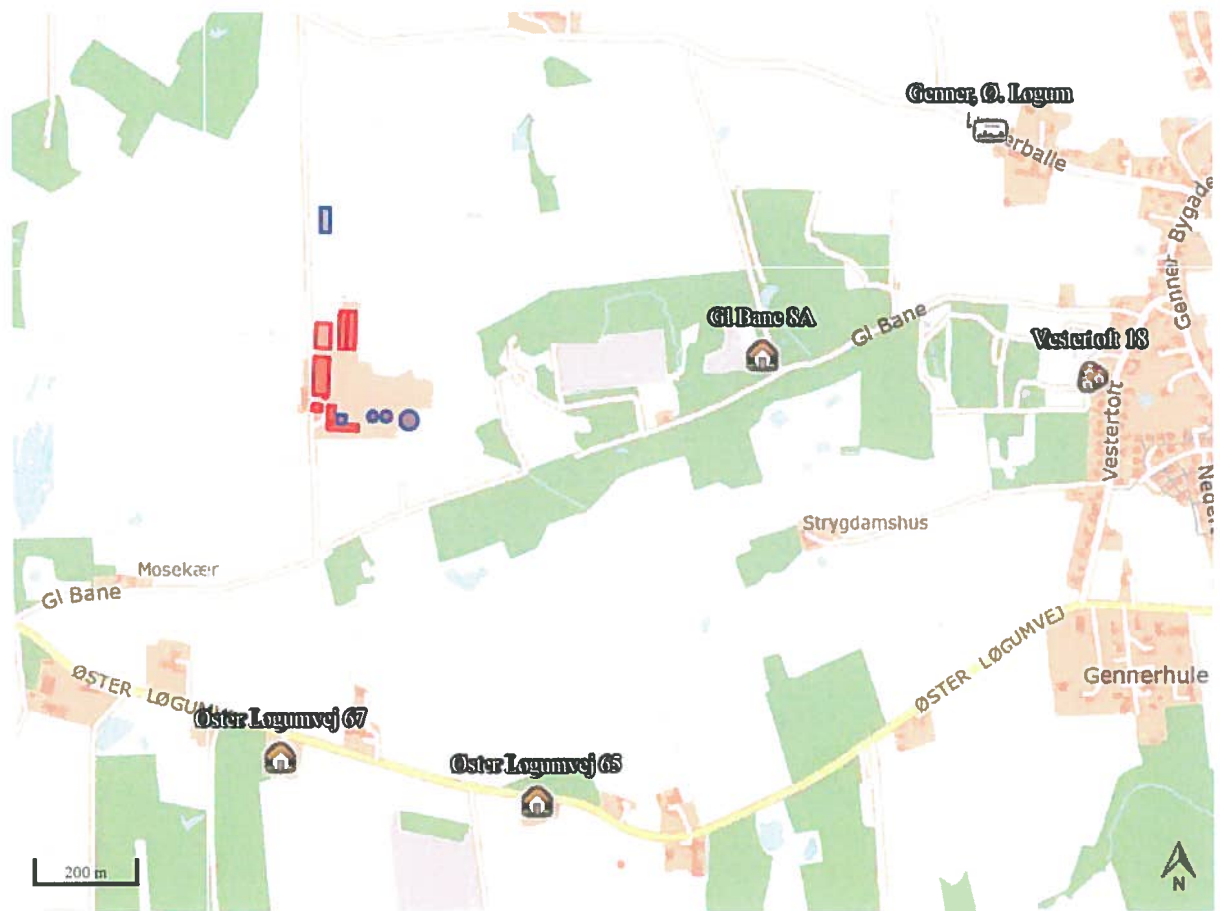 Genner, Ø. Løgum
erballe
Genner Bygade
Gl Bane 8A
Gl Bane
Vestertoft 18
Vestertoft
Strygdamshus
Mosekær
Gl Bane
ØSTER LØGUMVEJ
ØSTER LØGUMV
Gennerhule
Øster Løgumvej 67
Øster Løgumvej 65
200 m
N